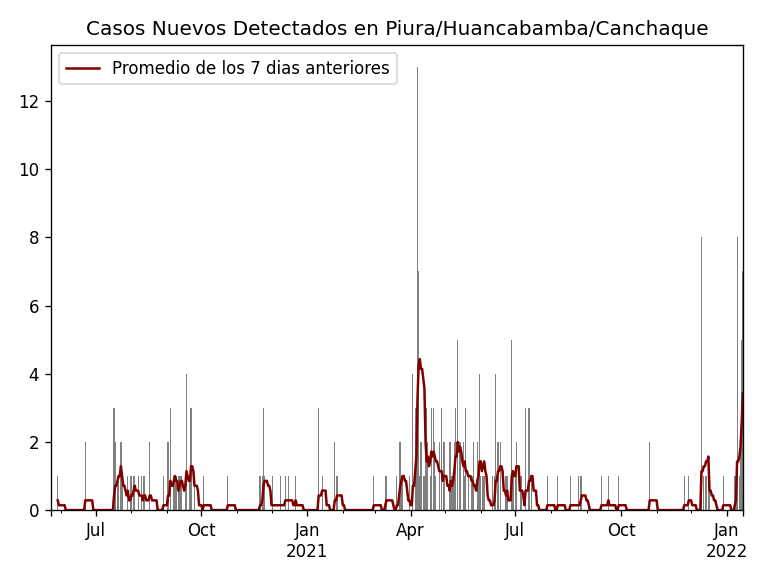 Casos Nuevos Detectados en Piura/Huancabamba/Canchaque
Promedio de los 7 dias anteriores
12
10
8
6
4
2
0
Jul Oct Jan Apr Jul Oct Jan
2021 2022